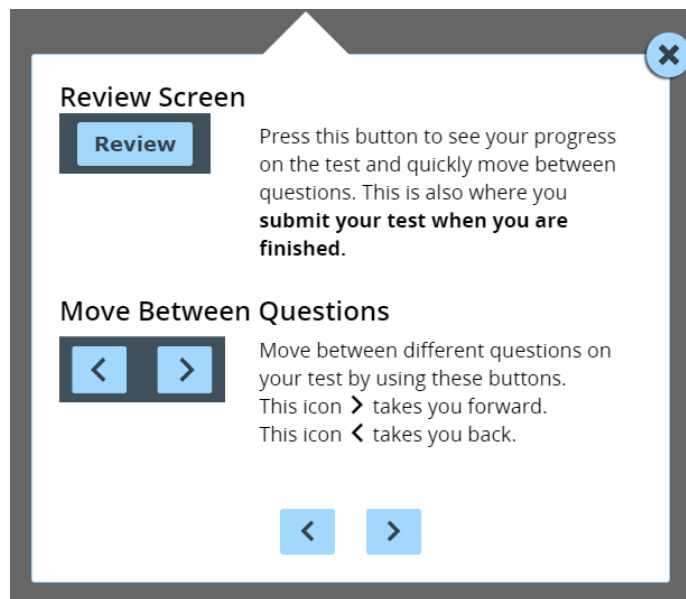 Review Screen
Review
Press this button to see your progress
on the test and quickly move between
questions. This is also where you
submit your test when you are
finished.
Move Between Questions
Move between different questions on
your test by using these buttons.
This icon > takes you forward.
This icon < takes you back.